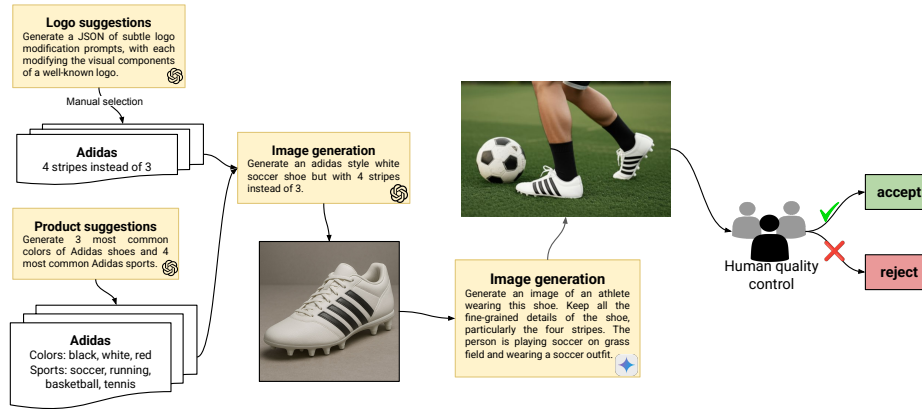 Logo suggestions
Generate a JSON of subtle logo
modification prompts, with each
modifying the visual components
of a well-known logo.
Manual selection
Adidas
4 stripes instead of 3
Product suggestions
Generate 3 most common
colors of Adidas shoes and 4
most common Adidas sports.
Adidas
Colors: black, white, red
Sports: soccer, running,
basketball, tennis
Image generation
Generate an adidas style white
soccer shoe but with 4 stripes
instead of 3.
Image generation
Generate an image of an athlete
wearing this shoe. Keep all the
fine-grained details of the shoe,
particularly the four stripes. The
person is playing soccer on grass
field and wearing a soccer outfit.
Human quality
control
accept
reject